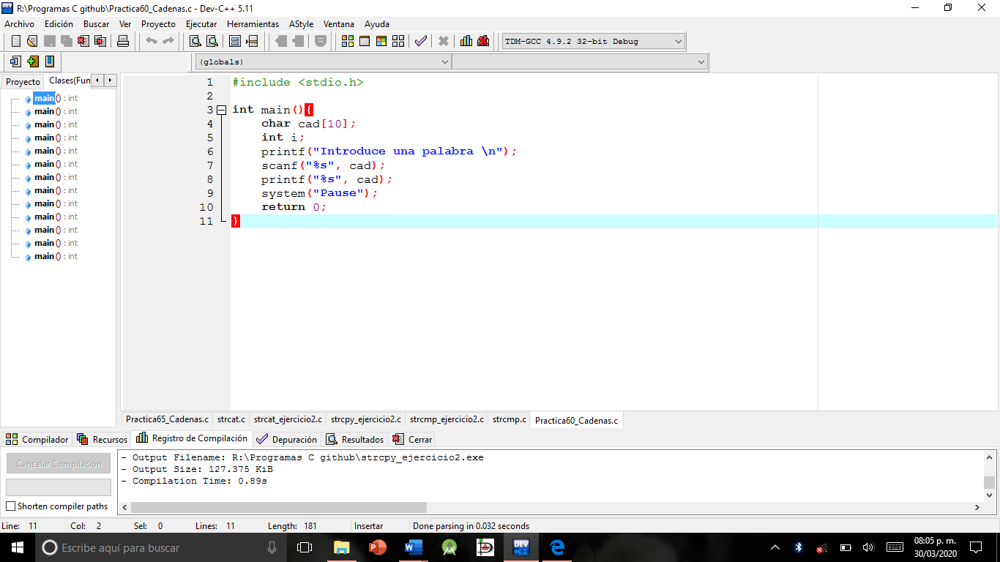 R:\Programas C github\Practica60_Cadenas.c - Dev-C++ 5.11
Archivo Edición Buscar Ver Proyecto Ejecutar Herramientas AStyle Ventana Ayuda
TDM-GCC 4.9.2 32-bit Debug
(globals)
Proyecto Clases(Fun
main() : int
main() : int
main() : int
main() : int
main() : int
main() : int
main() : int
main() : int
main() : int
main() : int
main() : int
main() : int
main() : int
1 #include <stdio.h>
2
3 int main(){
4 char cad[10];
5 int i;
6 printf("Introduce una palabra \n");
7 scanf("%s", cad);
8 printf("%s", cad);
9 system("Pause");
10 return 0;
11 }
Practica65_Cadenas.c strcat.c strcat_ejercicio2.c strcpy_ejercicio2.c strcmp_ejercicio2.c strcmp.c Practica60_Cadenas.c
Compilador Recursos Registro de Compilación Depuración Resultados Cerrar
Cancelar Compilación
Shorten compiler paths
- Output Filename: R:\Programas C github\strcpy_ejercicio2.exe
- Output Size: 127.375 KiB
- Compilation Time: 0.89s
Line: 11 Col: 2 Sel: 0 Lines: 11 Length: 181 Insertar Done parsing in 0.032 seconds
Escribe aquí para buscar
DEV
08:05 p. m.
30/03/2020